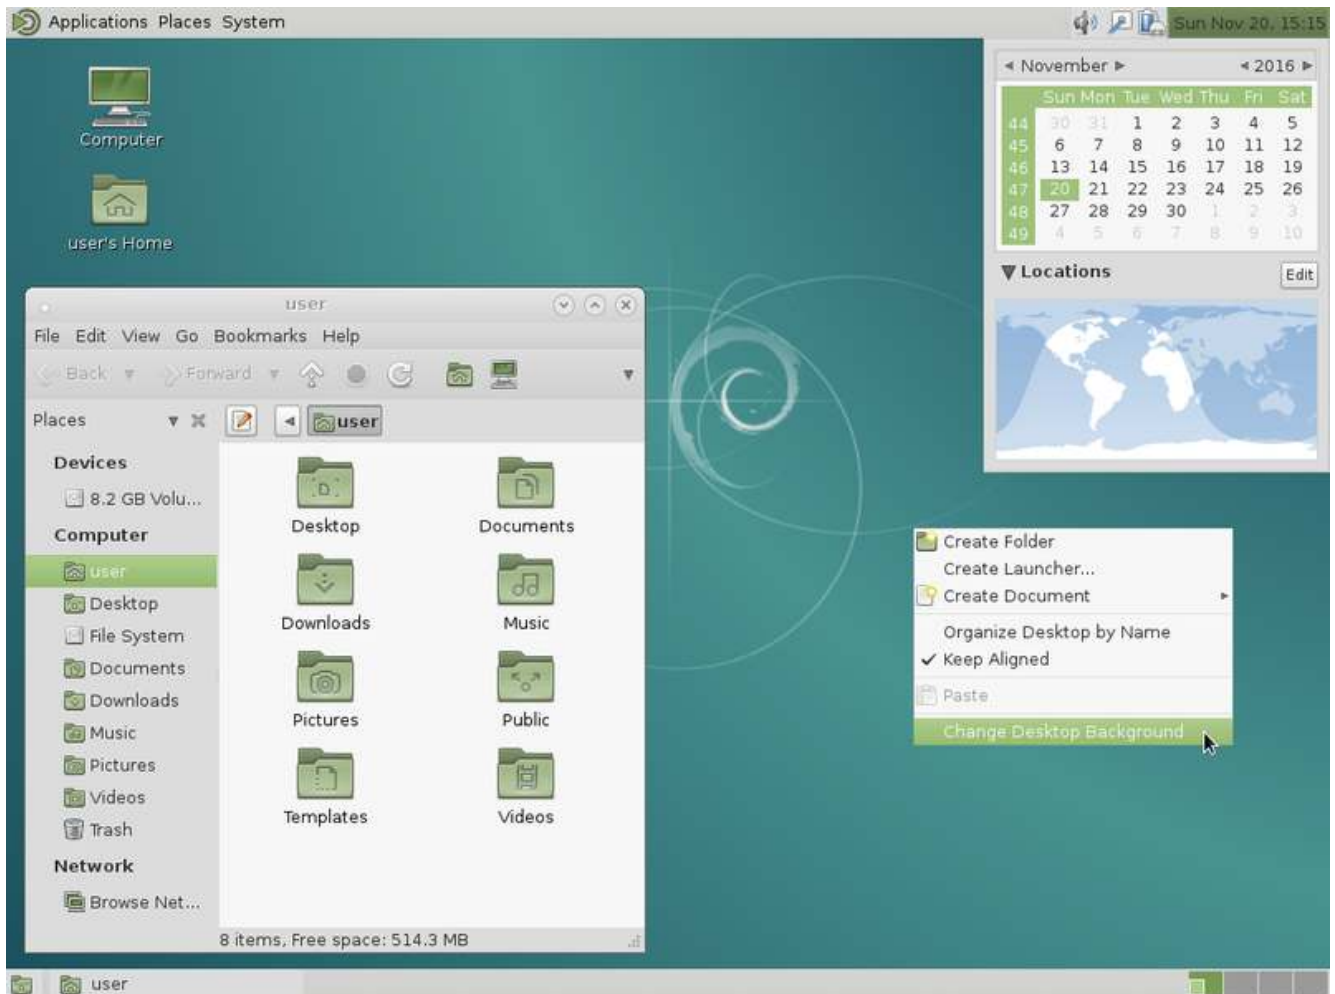 Applications Places System
Sun Nov 20, 15:15
Computer
user's Home
November
2016
Sun Mon Tue Wed Thu Fri Sat
44 30 31 1 2 3 4 5
45 6 7 8 9 10 11 12
46 13 14 15 16 17 18 19
47 20 21 22 23 24 25 26
48 27 28 29 30 1 2 3
49 4 5 6 7 8 9 10
Locations
Edit
user
File Edit View Go Bookmarks Help
Back Forward
Places
user
Devices
8.2 GB Volu...
Computer
user
Desktop
File System
Documents
Downloads
Music
Pictures
Videos
Trash
Network
Browse Net...
Desktop
Documents
Downloads
Music
Pictures
Public
Templates
Videos
8 items, Free space: 514.3 MB
Create Folder
Create Launcher...
Create Document
Organize Desktop by Name
Keep Aligned
Paste
Change Desktop Background
user